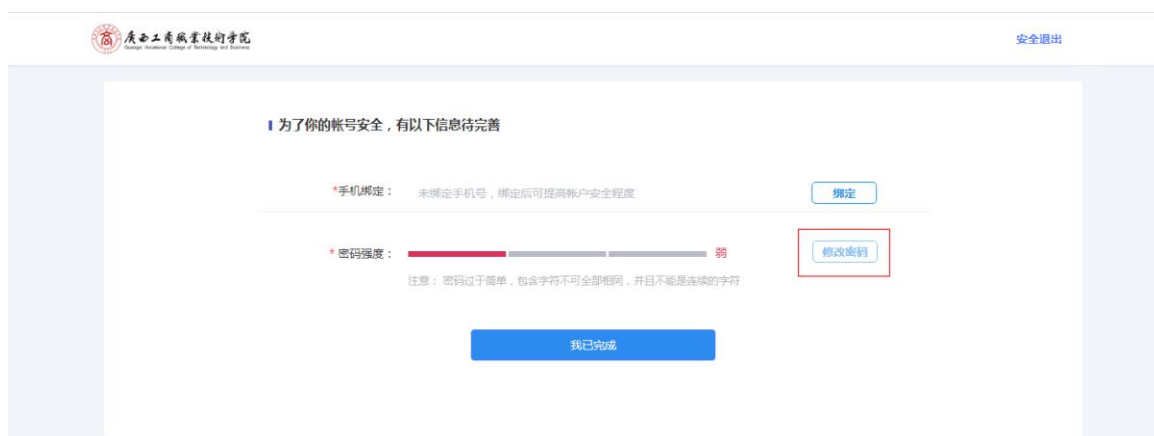 广西工商职业技术学院
安全退出
为了你的帐号安全，有以下信息待完善
*手机绑定：
未绑定手机号，绑定后可提高帐户安全程度
绑定
*密码强度：
弱
修改密码
注意： 密码过于简单，包含字符不可全部相同，并且不能是连续的字符
我已完成